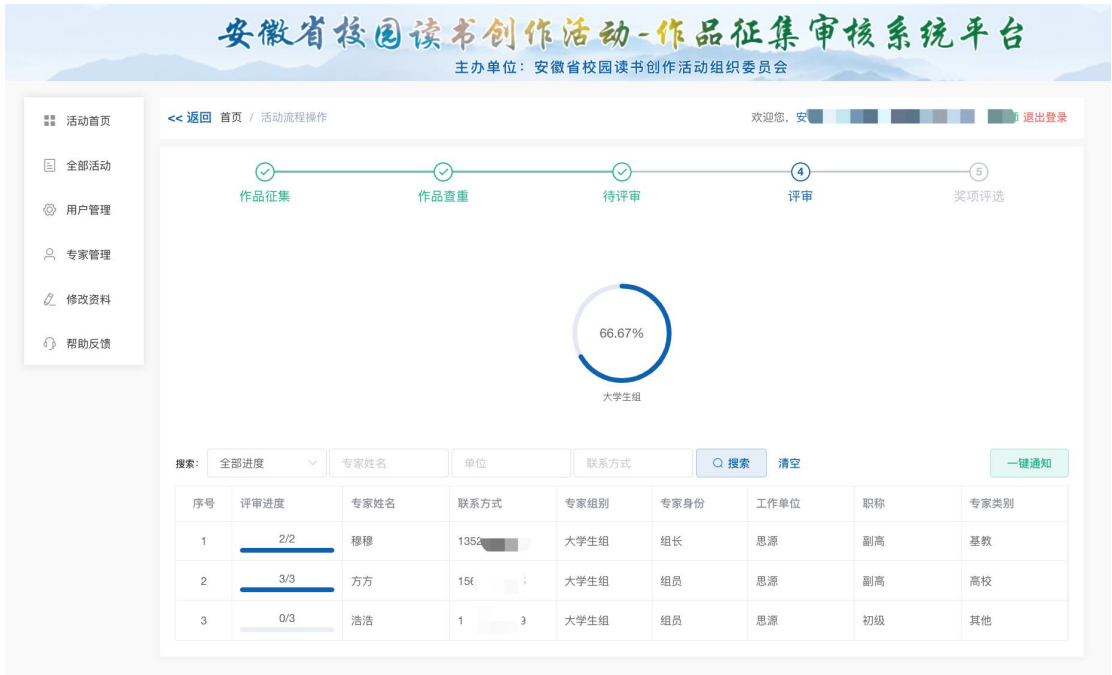 安徽省校园读书创作活动-作品征集审核系统平台
主办单位：安徽省校园读书创作活动组织委员会
活动首页
全部活动
用户管理
专家管理
修改资料
帮助反馈
<< 返回 首页 / 活动流程操作
欢迎您, 安 退出登录
4 5
作品征集 作品查重 待评审 评审 奖项评选
66.67%
大学生组
搜索: 全部进度 专家姓名 单位 联系方式 搜索 清空 一键通知
序号 评审进度 专家姓名 联系方式 专家组别 专家身份 工作单位 职称 专家类别
1 2/2 穆穆 1352 大学生组 组长 思源 副高 基教
2 3/3 方方 15 大学生组 组员 思源 副高 高校
3 0/3 浩浩 1 9 大学生组 组员 思源 初级 其他